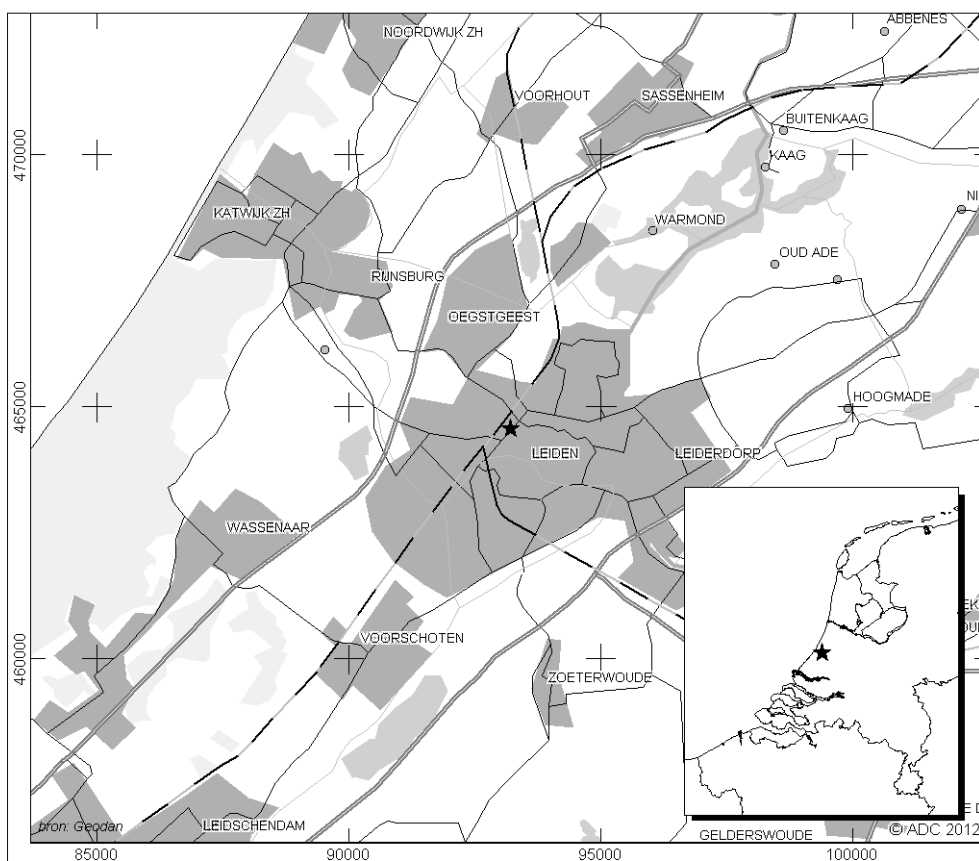 ABBENES
NOORDWIJK ZH
VOORHOUT
SASSENHEIM
BUITENKAAG
470000
KAAG
NI
KATWIJK ZH
WARMOND
OUD ADE
RIJNSBURG
OEGSTGEEST
465000
HOOGMADE
LEIDEN
LEIDERDORP
WASSENAAR
VOORSCHOTEN
460000
ZOETERWOUDE
bron: Geodan
LEIDSCHENDAM
GELDERSWOUDE
© ADC 2012
85000
90000
95000
100000